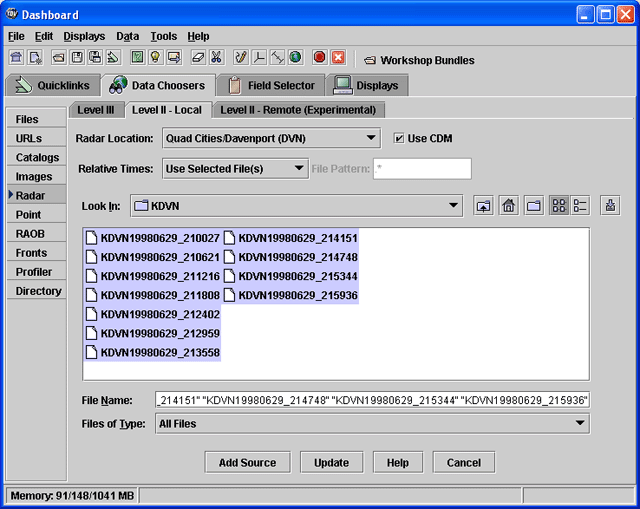 Dashboard
File Edit Displays Data Tools Help
Workshop Bundles
Quicklinks Data Choosers Field Selector Displays
Files
URLs
Catalogs
Images
Radar
Point
RAOB
Fronts
Profiler
Directory
Level III Level II - Local Level II - Remote (Experimental)
Radar Location: Quad Cities/Davenport (DVN) Use CDM
Relative Times: Use Selected File(s) File Pattern: .*
Look In: KDVN
KDVN19980629_210027 KDVN19980629_214151
KDVN19980629_210621 KDVN19980629_214748
KDVN19980629_211216 KDVN19980629_215344
KDVN19980629_211808 KDVN19980629_215936
KDVN19980629_212402
KDVN19980629_212959
KDVN19980629_213558
File Name: _214151" "KDVN19980629_214748" "KDVN19980629_215344" "KDVN19980629_215936"
Files of Type: All Files
Add Source Update Help Cancel
Memory: 91/148/1041 MB